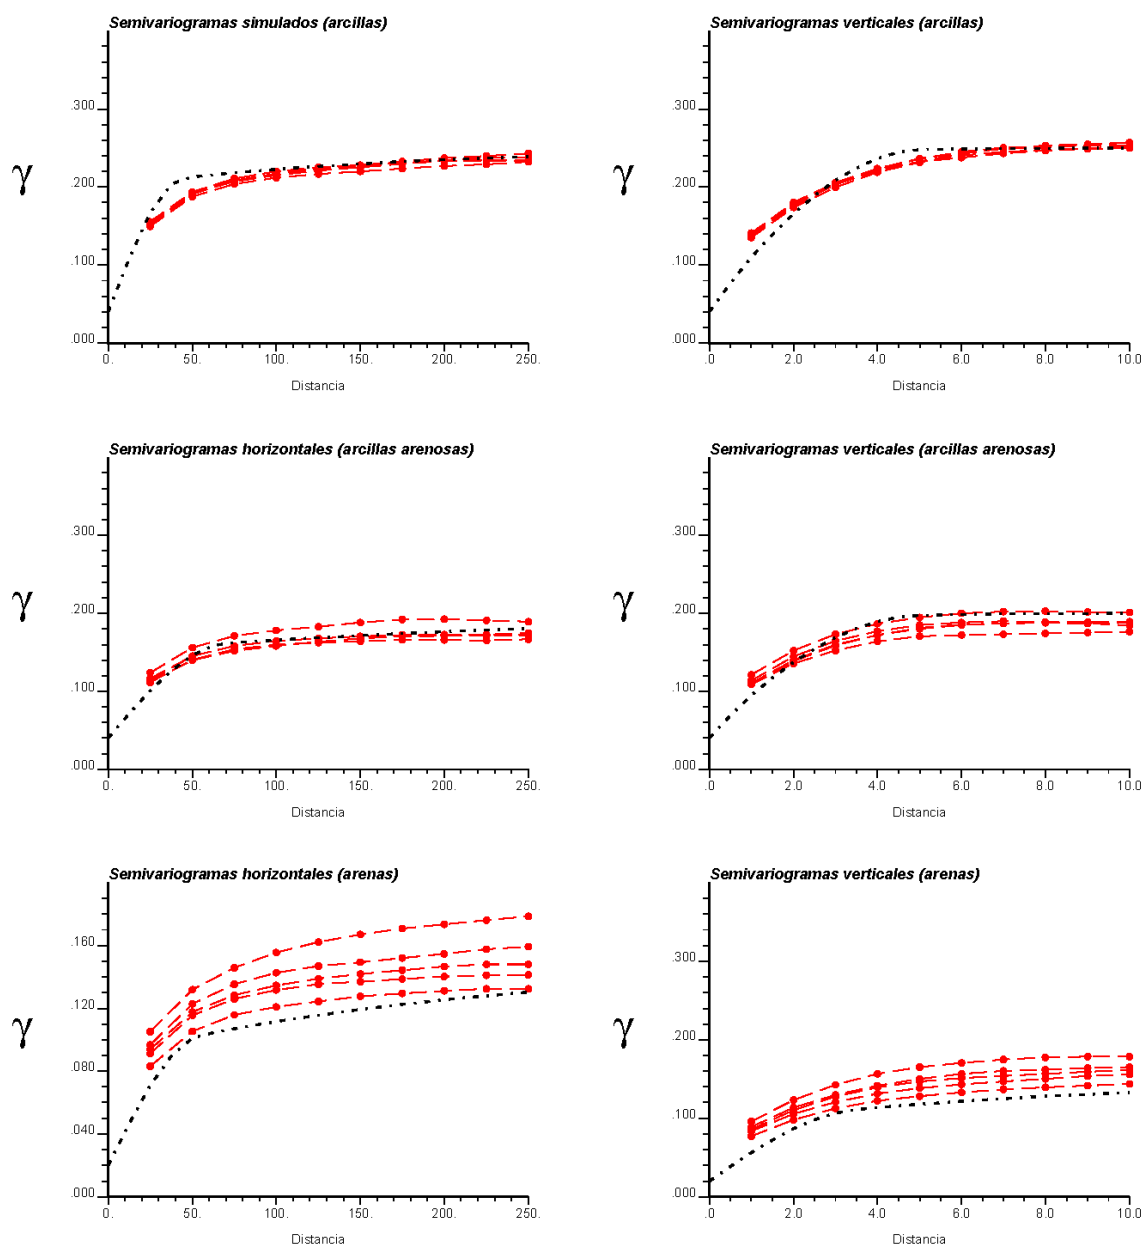 Semivariogramas simulados (arcillas)
γ
.300
.200
.100
.000
0. 50. 100. 150. 200. 250.
Distancia
Semivariogramas verticales (arcillas)
γ
.300
.200
.100
.000
.0 2.0 4.0 6.0 8.0 10.0
Distancia
Semivariogramas horizontales (arcillas arenosas)
γ
.300
.200
.100
.000
0. 50. 100. 150. 200. 250.
Distancia
Semivariogramas verticales (arcillas arenosas)
γ
.300
.200
.100
.000
.0 2.0 4.0 6.0 8.0 10.0
Distancia
Semivariogramas horizontales (arenas)
γ
.160
.120
.080
.040
.000
0. 50. 100. 150. 200. 250.
Distancia
Semivariogramas verticales (arenas)
γ
.300
.200
.100
.000
.0 2.0 4.0 6.0 8.0 10.0
Distancia